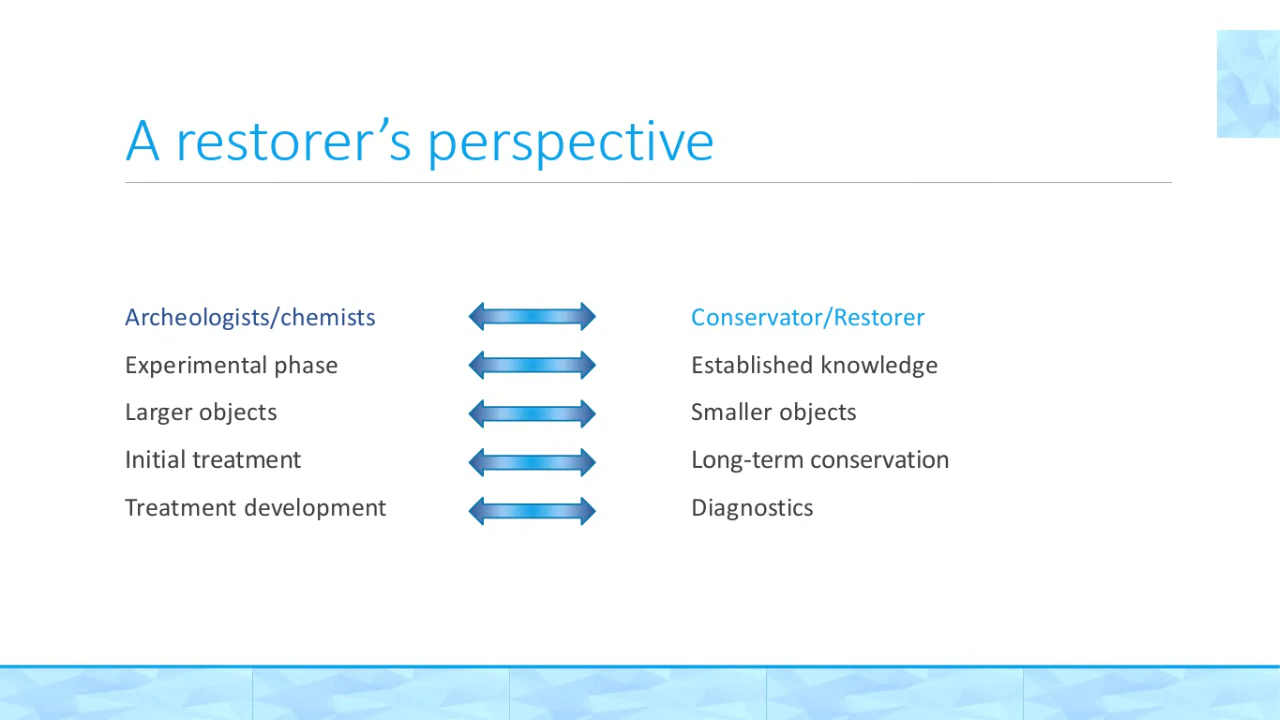 A restorer’s perspective
Archeologists/chemists
Conservator/Restorer
Experimental phase
Established knowledge
Larger objects
Smaller objects
Initial treatment
Long-term conservation
Treatment development
Diagnostics